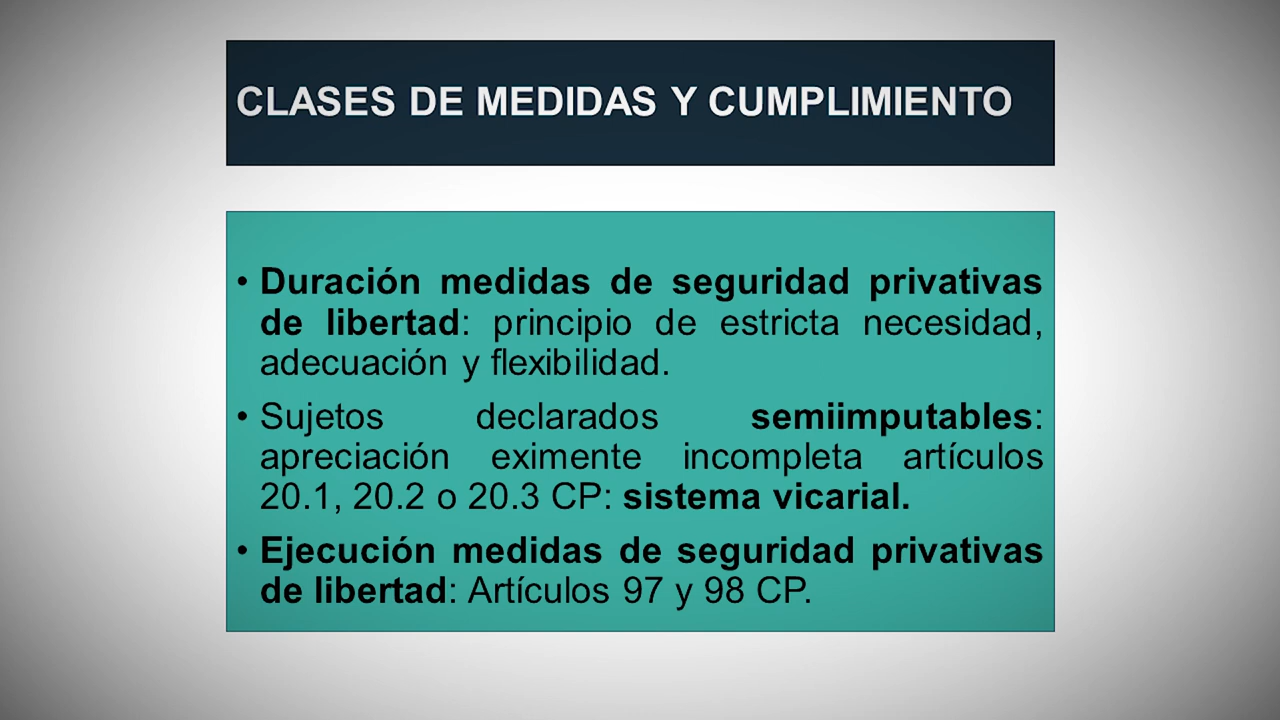 CLASES DE MEDIDAS Y CUMPLIMIENTO
• Duración medidas de seguridad privativas
de libertad: principio de estricta necesidad,
adecuación y flexibilidad.
• Sujetos declarados semiimputables:
apreciación eximente incompleta artículos
20.1, 20.2 o 20.3 CP: sistema vicarial.
• Ejecución medidas de seguridad privativas
de libertad: Artículos 97 y 98 CP.